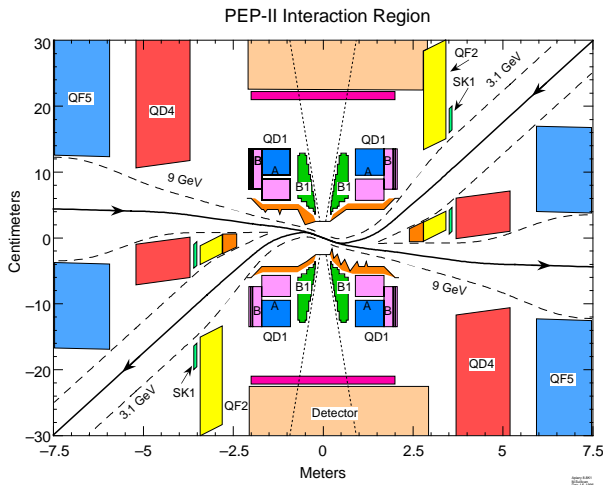 PEP-II Interaction Region
30
20
10
0
–10
–20
–30
Centimeters
QF5
QD4
QF2
SK1
3.1 GeV
QD1
QD1
B
A
B1
B1
A
B
9 GeV
9 GeV
B
A
B1
B1
A
B
QD1
QD1
SK1
3.1 GeV
QF2
Detector
QD4
QF5
–7.5
–5
–2.5
0
2.5
5
7.5
Meters